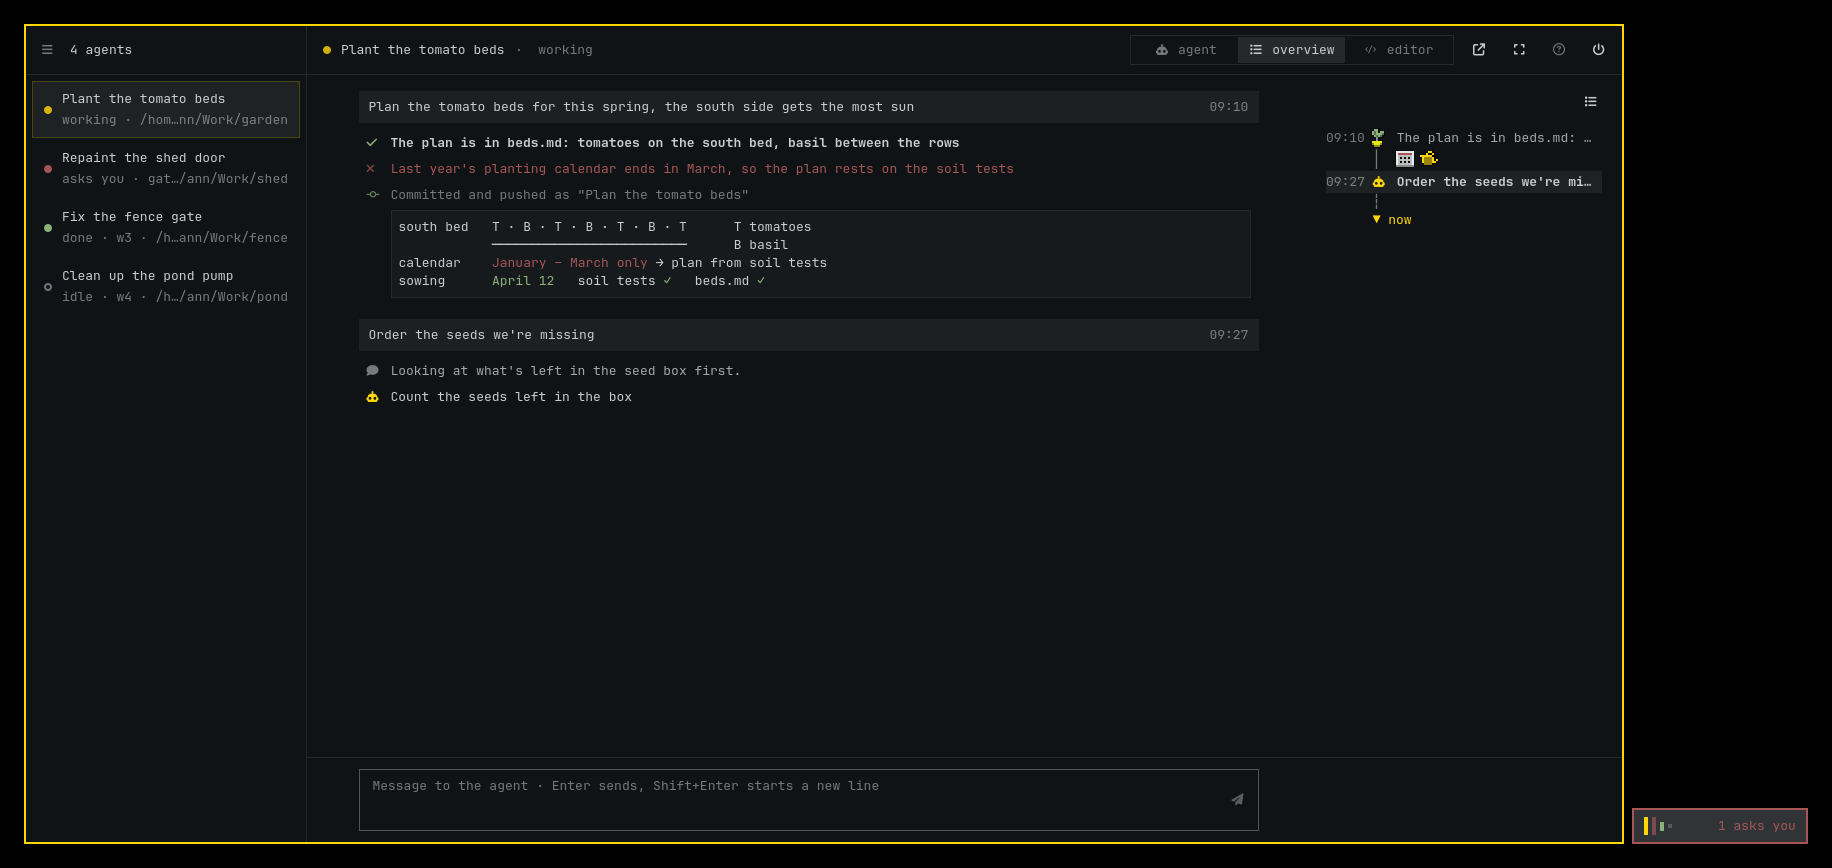 4 agents
Plant the tomato beds · working
agent
overview
editor
Plant the tomato beds
working · /hom…nn/Work/garden
Repaint the shed door
asks you · gat…/ann/Work/shed
Fix the fence gate
done · w3 · /h…ann/Work/fence
Clean up the pond pump
idle · w4 · /h…/ann/Work/pond
Plan the tomato beds for this spring, the south side gets the most sun 09:10
The plan is in beds.md: tomatoes on the south bed, basil between the rows
Last year's planting calendar ends in March, so the plan rests on the soil tests
Committed and pushed as "Plan the tomato beds"
south bed T · B · T · B · T · B · T T tomatoes
B basil
calendar January – March only → plan from soil tests
sowing April 12 soil tests ✓ beds.md ✓
Order the seeds we're missing 09:27
Looking at what's left in the seed box first.
Count the seeds left in the box
09:10 The plan is in beds.md: …
09:27 Order the seeds we're mi…
▼ now
Message to the agent · Enter sends, Shift+Enter starts a new line
1 asks you